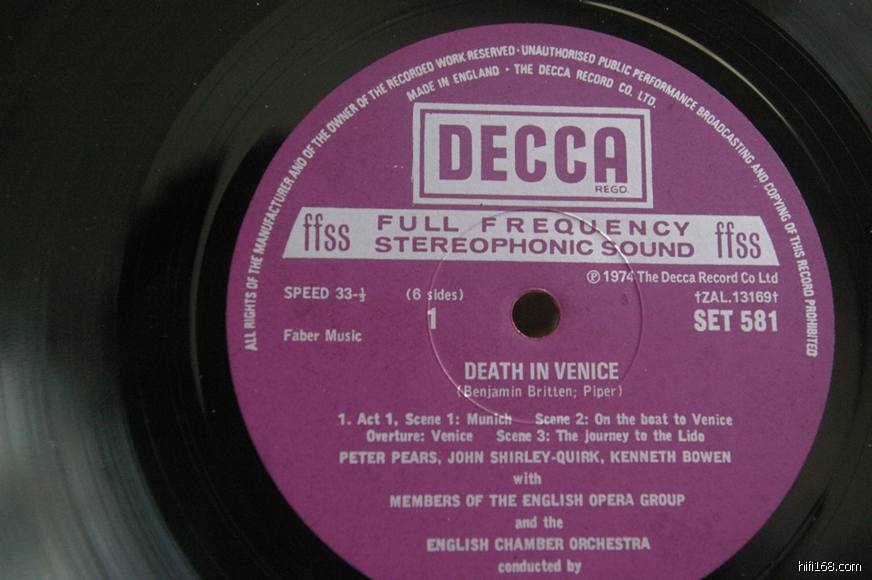 ALL RIGHTS OF THE MANUFACTURER AND OF THE OWNER OF THE RECORDED WORK RESERVED · UNAUTHORISED PUBLIC PERFORMANCE BROADCASTING AND COPYING OF THIS RECORD PROHIBITED
MADE IN ENGLAND · THE DECCA RECORD CO. LTD.
DECCA
REGD.
ffss FULL FREQUENCY STEREOPHONIC SOUND ffss
Ⓟ 1974 The Decca Record Co Ltd
SPEED 33-⅓ (6 sides) †ZAL.13169†
1 SET 581
Faber Music
DEATH IN VENICE
(Benjamin Britten; Piper)
1. Act 1, Scene 1: Munich Scene 2: On the boat to Venice
Overture: Venice Scene 3: The journey to the Lido
PETER PEARS, JOHN SHIRLEY-QUIRK, KENNETH BOWEN
with
MEMBERS OF THE ENGLISH OPERA GROUP
and the
ENGLISH CHAMBER ORCHESTRA
conducted by
hifi168.com